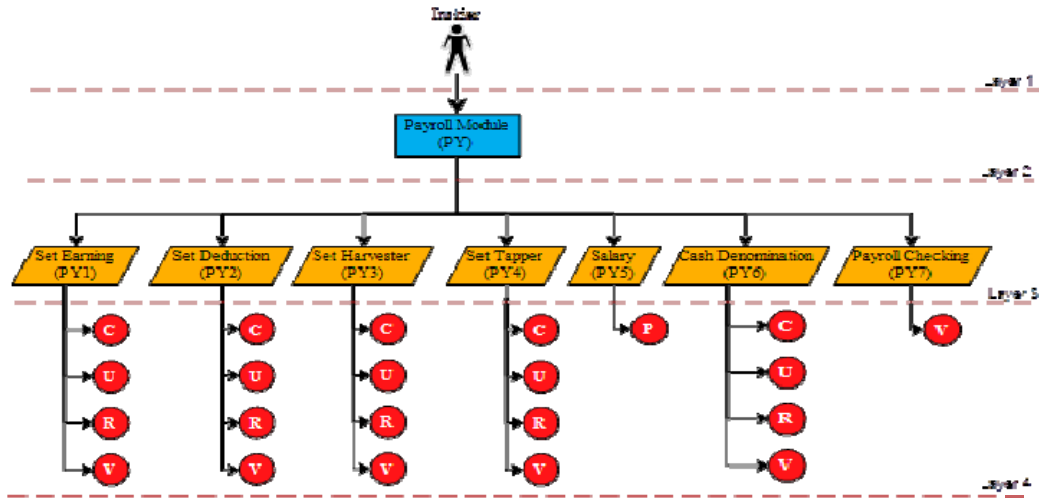 Layer 1
Payroll Module
(PY)
Layer 2
Set Earning
(PY1)
Set Deduction
(PY2)
Set Harvester
(PY3)
Set Tapper
(PY4)
Salary
(PY5)
Cash Denomination
(PY6)
Payroll Checking
(PY7)
Layer 3
C
C
C
C
P
C
V
U
U
U
U
U
R
R
R
R
R
V
V
V
V
V
Layer 4